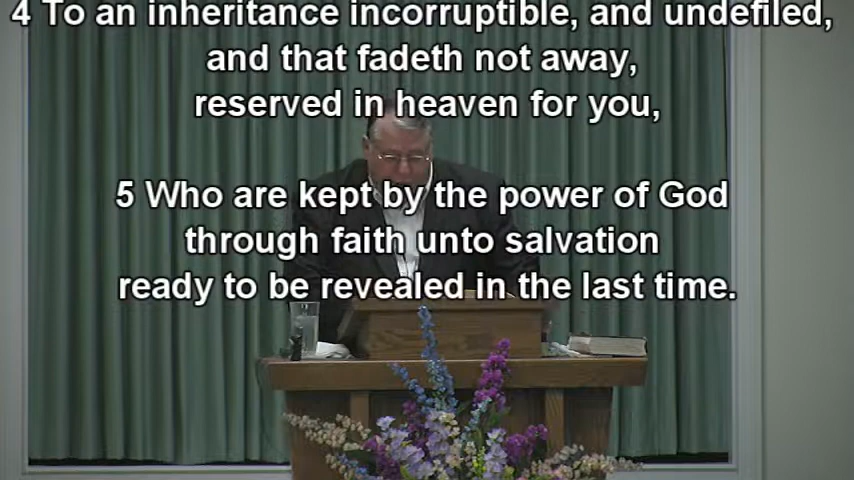 4 To an inheritance incorruptible, and undefiled,
and that fadeth not away,
reserved in heaven for you,
5 Who are kept by the power of God
through faith unto salvation
ready to be revealed in the last time.